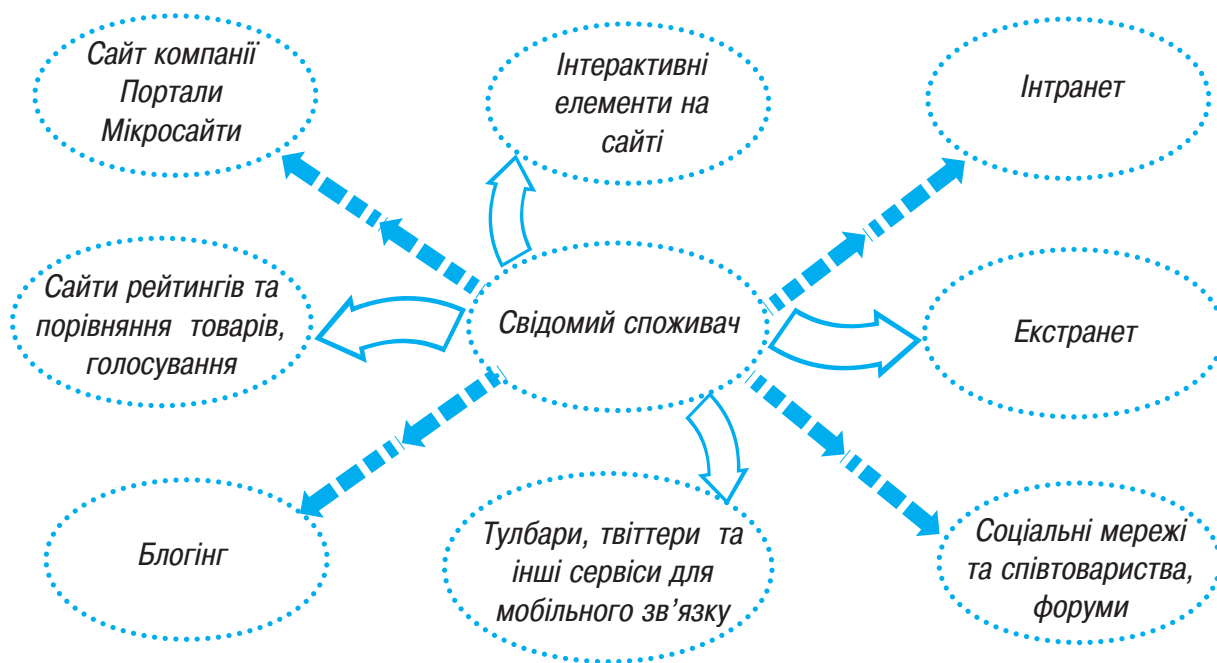 Сайт компанії
Портали
Мікросайти
Інтерактивні
елементи на
сайті
Інтранет
Сайти рейтингів та
порівняння товарів,
голосування
Свідомий споживач
Екстранет
Блогінг
Тулбари, твіттери та
інші сервіси для
мобільного зв’язку
Соціальні мережі
та співтовариства,
форуми